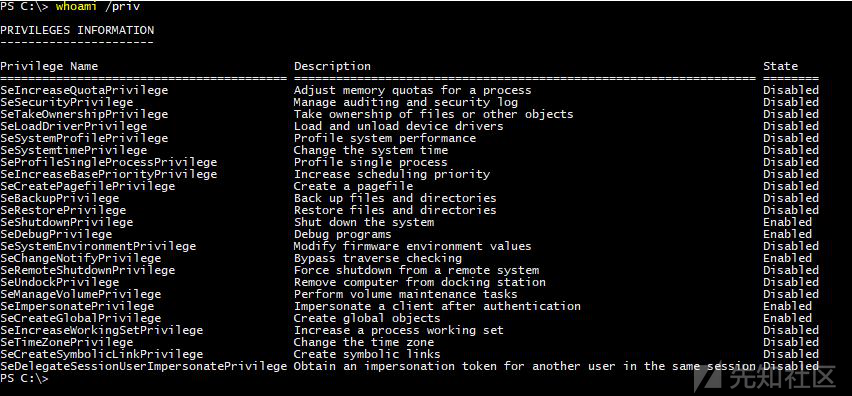 PS C:\> whoami /priv
PRIVILEGES INFORMATION
----------------------
Privilege Name                            Description                                                        State
========================================= ================================================================== ========
SeIncreaseQuotaPrivilege                  Adjust memory quotas for a process                                 Disabled
SeSecurityPrivilege                       Manage auditing and security log                                   Disabled
SeTakeOwnershipPrivilege                  Take ownership of files or other objects                           Disabled
SeLoadDriverPrivilege                     Load and unload device drivers                                     Disabled
SeSystemProfilePrivilege                  Profile system performance                                         Disabled
SeSystemtimePrivilege                     Change the system time                                             Disabled
SeProfileSingleProcessPrivilege           Profile single process                                             Disabled
SeIncreaseBasePriorityPrivilege           Increase scheduling priority                                       Disabled
SeCreatePagefilePrivilege                 Create a pagefile                                                  Disabled
SeBackupPrivilege                         Back up files and directories                                      Disabled
SeRestorePrivilege                        Restore files and directories                                      Disabled
SeShutdownPrivilege                       Shut down the system                                               Enabled
SeDebugPrivilege                          Debug programs                                                     Enabled
SeSystemEnvironmentPrivilege              Modify firmware environment values                                 Disabled
SeChangeNotifyPrivilege                   Bypass traverse checking                                           Enabled
SeRemoteShutdownPrivilege                 Force shutdown from a remote system                                Disabled
SeUndockPrivilege                         Remove computer from docking station                               Disabled
SeManageVolumePrivilege                   Perform volume maintenance tasks                                   Disabled
SeImpersonatePrivilege                    Impersonate a client after authentication                          Enabled
SeCreateGlobalPrivilege                   Create global objects                                              Enabled
SeIncreaseWorkingSetPrivilege             Increase a process working set                                     Disabled
SeTimeZonePrivilege                       Change the time zone                                               Disabled
SeCreateSymbolicLinkPrivilege             Create symbolic links                                              Disabled
SeDelegateSessionUserImpersonatePrivilege Obtain an impersonation token for another user in the same session Disabled
PS C:\>
先知社区